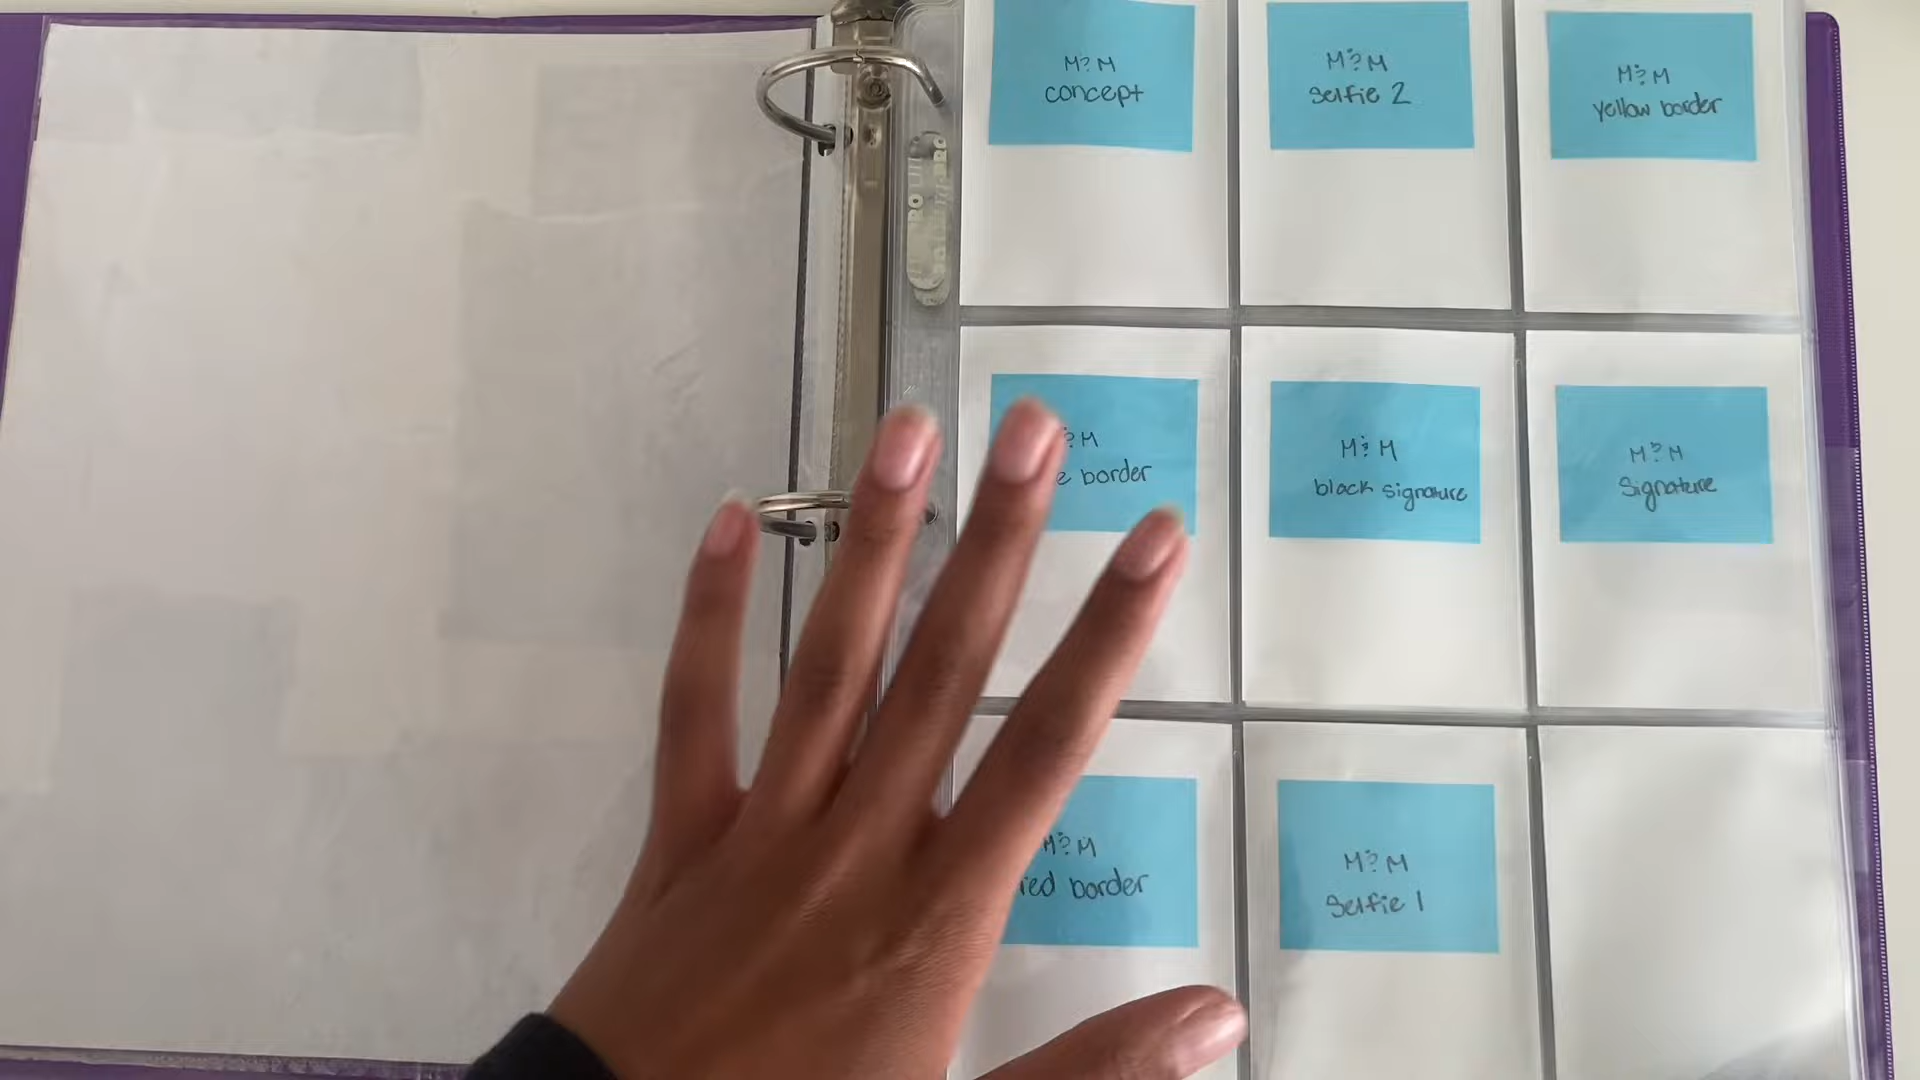 M?M
concept
M?M
selfie 2
M?M
yellow border
?M
e border
M?M
black signature
M?M
Signature
M?M
red border
M?M
Selfie 1